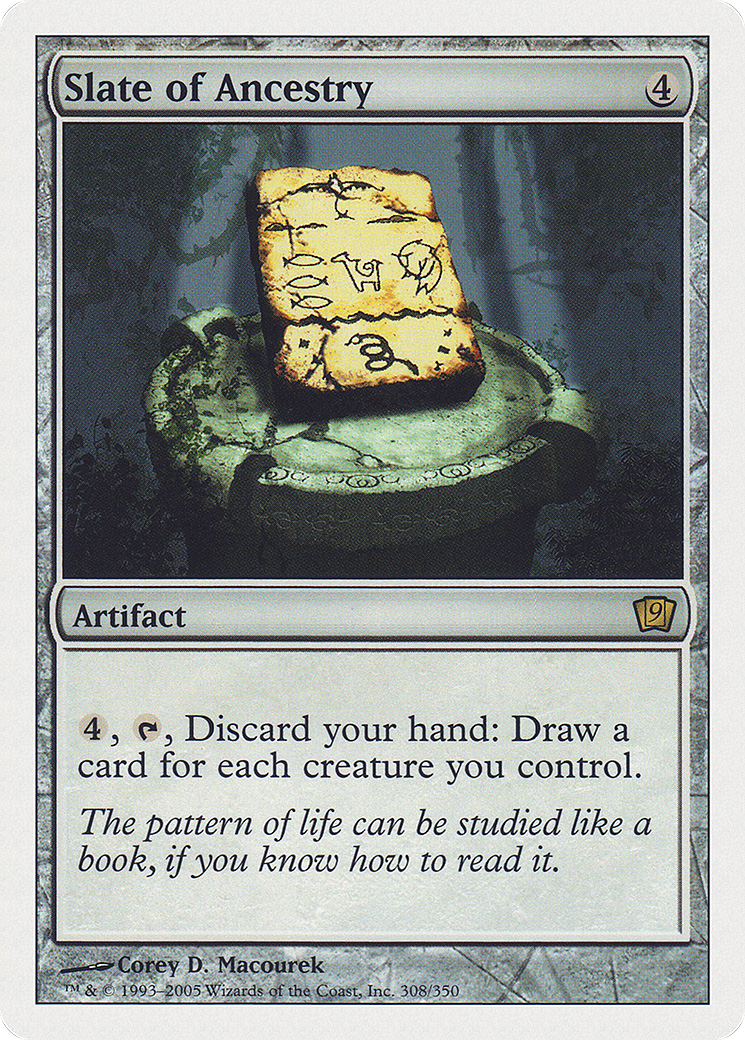 Slate of Ancestry 4
9
Artifact
4, , Discard your hand: Draw a
card for each creature you control.
The pattern of life can be studied like a
book, if you know how to read it.
Corey D. Macourek
™ & © 1993–2005 Wizards of the Coast, Inc. 308/350